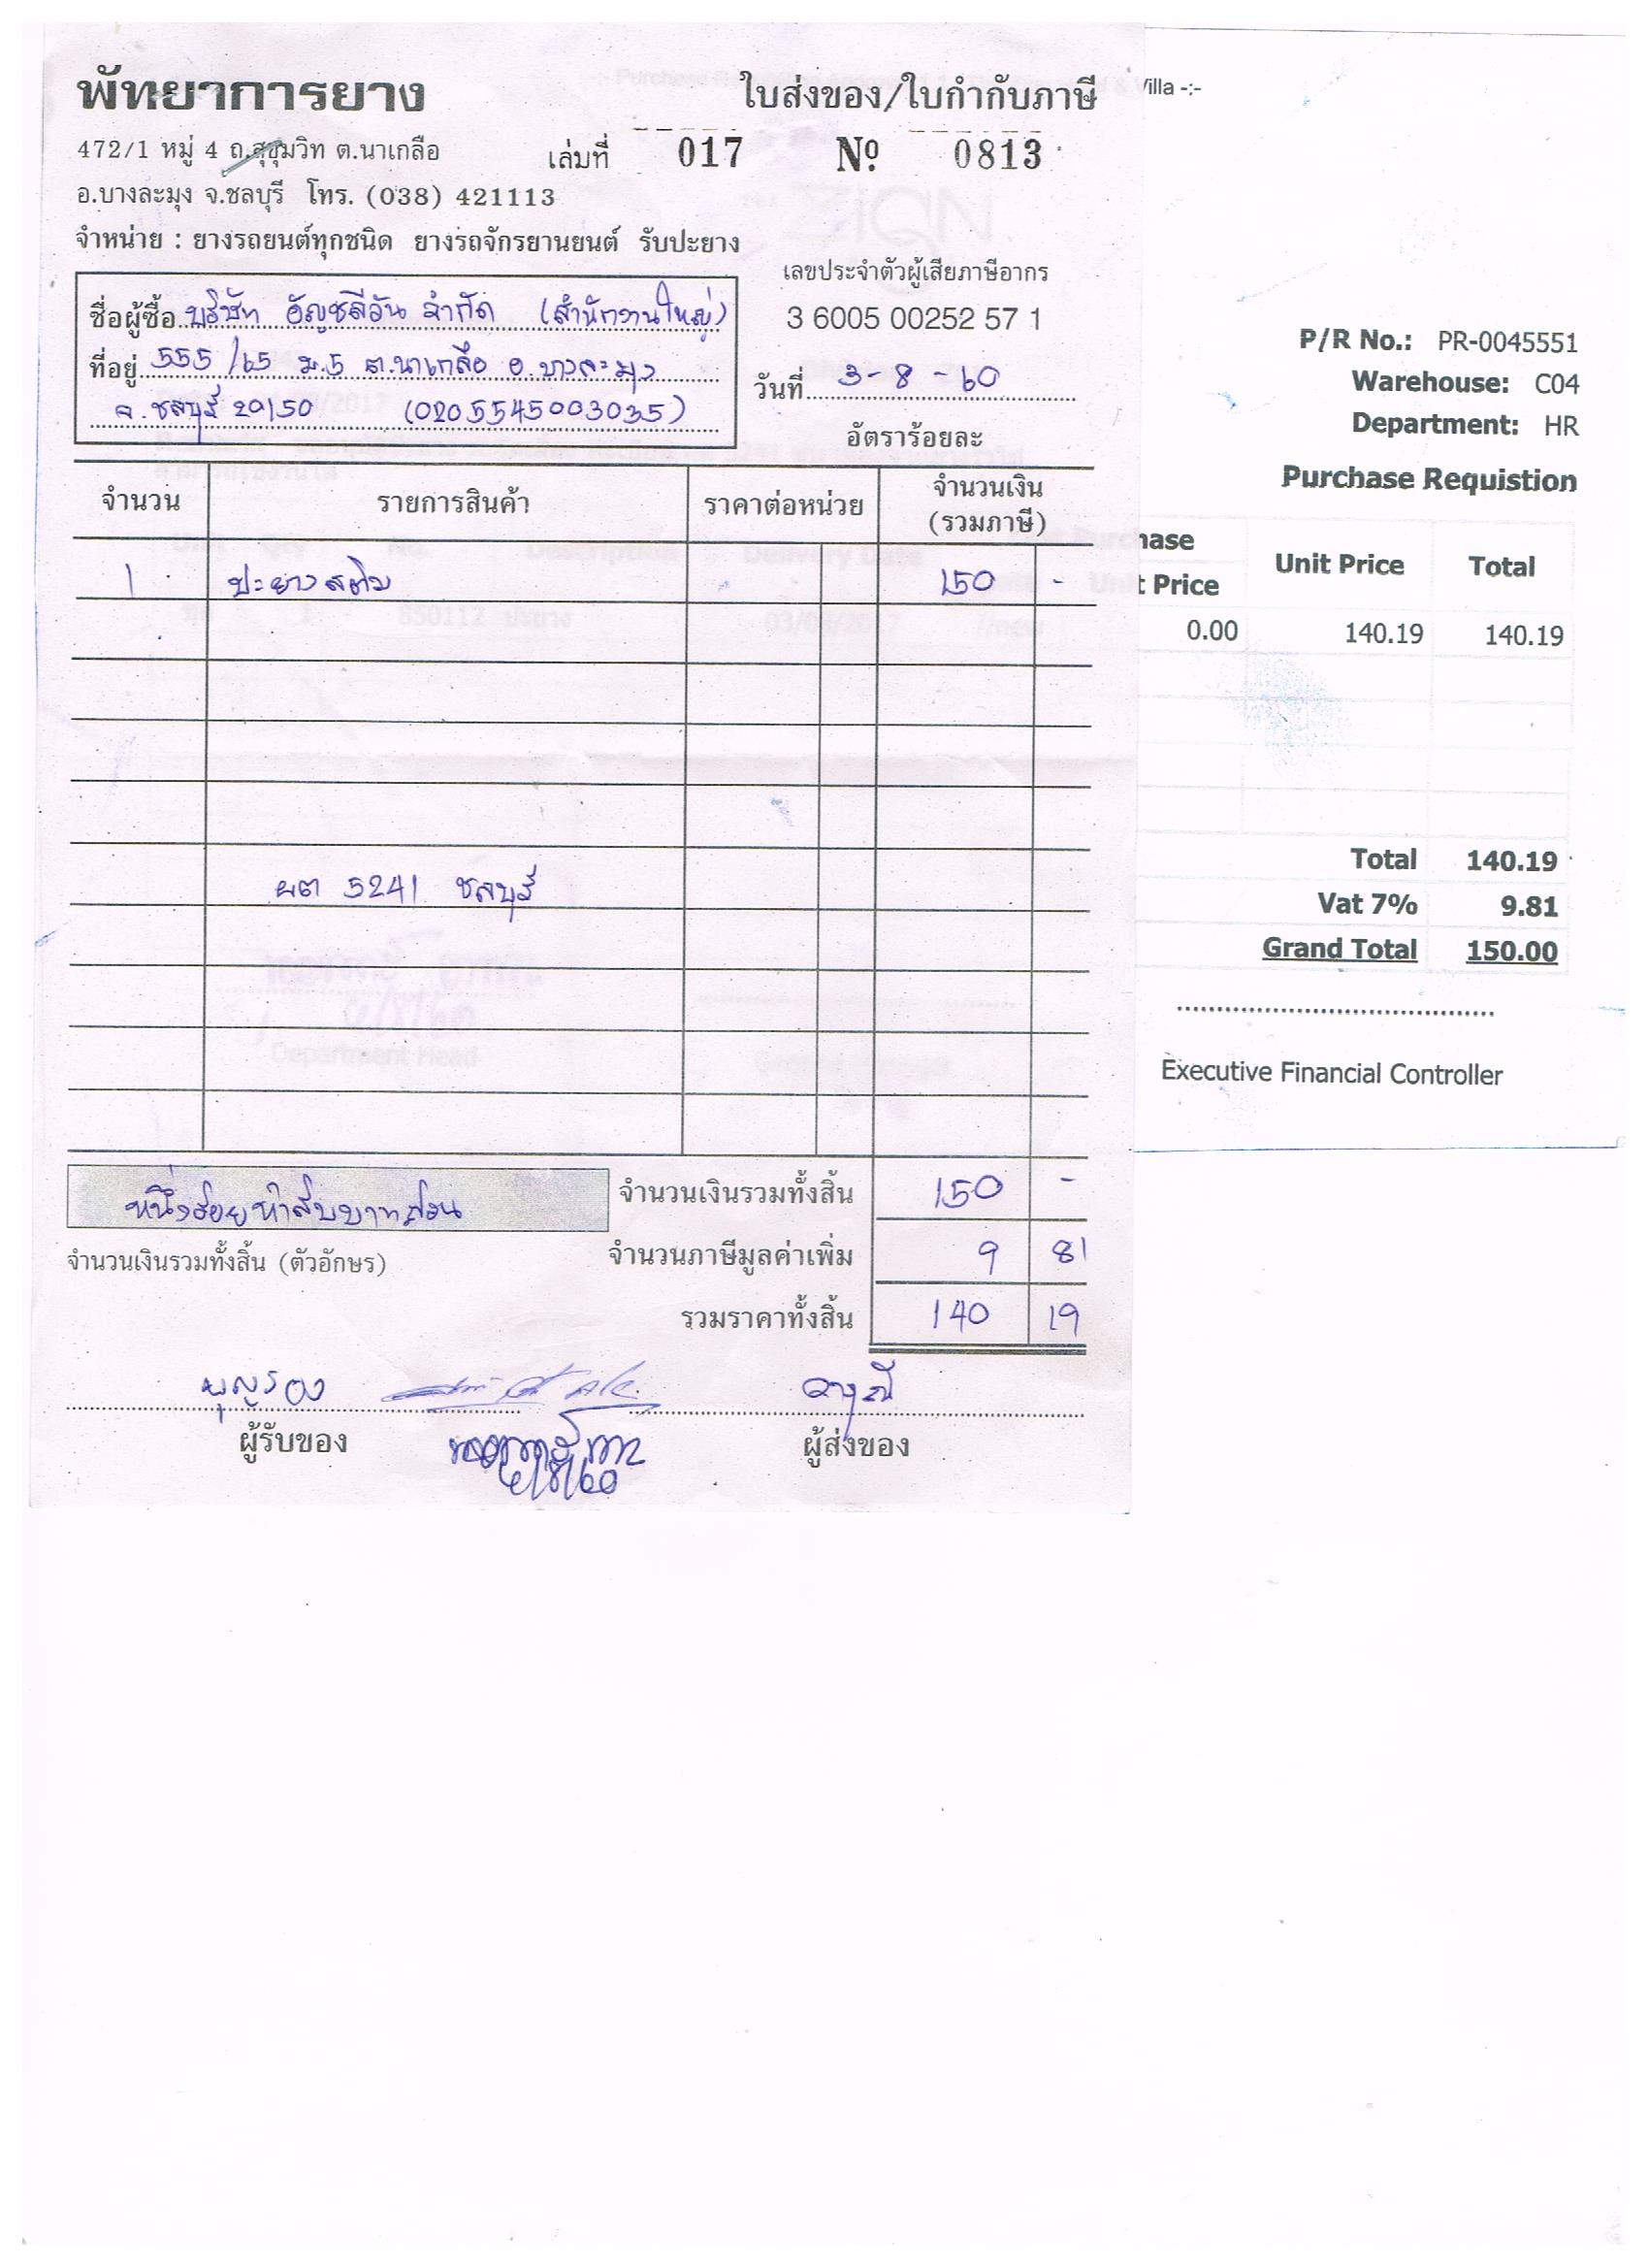 พัทยาการยาง
ใบส่งของ/ใบกำกับภาษี
472/1 หมู่ 4 ถ.สุขุมวิท ต.นาเกลือ
เล่มที่ 017 Nº 0813
อ.บางละมุง จ.ชลบุรี โทร. (038) 421113
จำหน่าย : ยางรถยนต์ทุกชนิด ยางรถจักรยานยนต์ รับปะยาง
เลขประจำตัวผู้เสียภาษีอากร
3 6005 00252 57 1
ชื่อผู้ซื้อ บริษัท อัญชลีวัน จำกัด (สำนักงานใหญ่)
ที่อยู่ 555/65 ม.5 ต.นาเกลือ อ.บางละมุง
จ.ชลบุรี 20150 (0205545003035)
วันที่ 3-8-60
อัตราร้อยละ
จำนวน รายการสินค้า ราคาต่อหน่วย จำนวนเงิน (รวมภาษี)
1 ปะยางสตีม 150 -
ผต 5241 ชลบุรี
หนึ่งร้อยห้าสิบบาทถ้วน
จำนวนเงินรวมทั้งสิ้น 150 -
จำนวนเงินรวมทั้งสิ้น (ตัวอักษร)
จำนวนภาษีมูลค่าเพิ่ม 9 81
รวมราคาทั้งสิ้น 140 19
บุญรอง
ผู้รับของ
ผู้ส่งของ
4/8/60
Villa -:-
P/R No.: PR-0045551
Warehouse: C04
Department: HR
Purchase Requistion
hase
t Price Unit Price Total
0.00 140.19 140.19
Total 140.19
Vat 7% 9.81
Grand Total 150.00
Executive Financial Controller